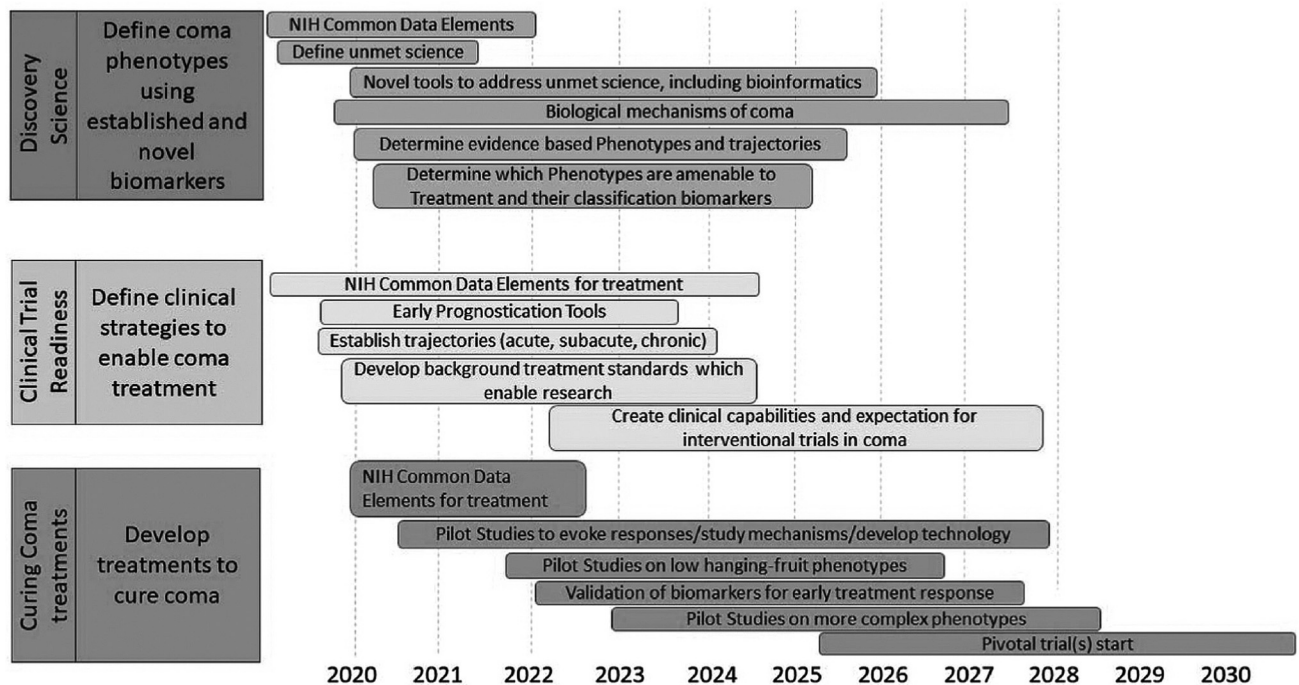 Discovery
Science
Define coma
phenotypes
using
established and
novel
biomarkers
NIH Common Data Elements
Define unmet science
Novel tools to address unmet science, including bioinformatics
Biological mechanisms of coma
Determine evidence based Phenotypes and trajectories
Determine which Phenotypes are amenable to
Treatment and their classification biomarkers
Clinical Trial
Readiness
Define clinical
strategies to
enable coma
treatment
NIH Common Data Elements for treatment
Early Prognostication Tools
Establish trajectories (acute, subacute, chronic)
Develop background treatment standards which
enable research
Create clinical capabilities and expectation for
interventional trials in coma
Curing Coma
treatments
Develop
treatments to
cure coma
NIH Common Data
Elements for treatment
Pilot Studies to evoke responses/study mechanisms/develop technology
Pilot Studies on low hanging-fruit phenotypes
Validation of biomarkers for early treatment response
Pilot Studies on more complex phenotypes
Pivotal trial(s) start
2020 2021 2022 2023 2024 2025 2026 2027 2028 2029 2030